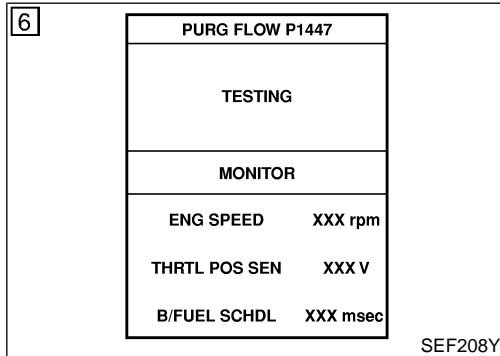 6
PURG FLOW P1447
TESTING
MONITOR
ENG SPEED XXX rpm
THRTL POS SEN XXX V
B/FUEL SCHDL XXX msec
SEF208Y